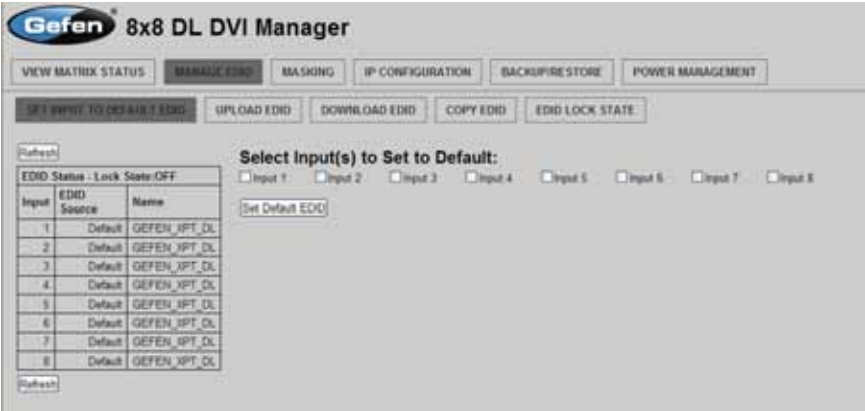 Gefen® 8x8 DL DVI Manager
VIEW MATRIX STATUS MANAGE EDID MASKING IP CONFIGURATION BACKUP/RESTORE POWER MANAGEMENT
SET INPUT TO DEFAULT EDID UPLOAD EDID DOWNLOAD EDID COPY EDID EDID LOCK STATE
Refresh
Select Input(s) to Set to Default:
EDID Status - Lock State:OFF
Input 1 Input 2 Input 3 Input 4 Input 5 Input 6 Input 7 Input 8
Input EDID Source Name
Set Default EDID
1 Default GEFEN_XPT_DL
2 Default GEFEN_XPT_DL
3 Default GEFEN_XPT_DL
4 Default GEFEN_XPT_DL
5 Default GEFEN_XPT_DL
6 Default GEFEN_XPT_DL
7 Default GEFEN_XPT_DL
8 Default GEFEN_XPT_DL
Refresh